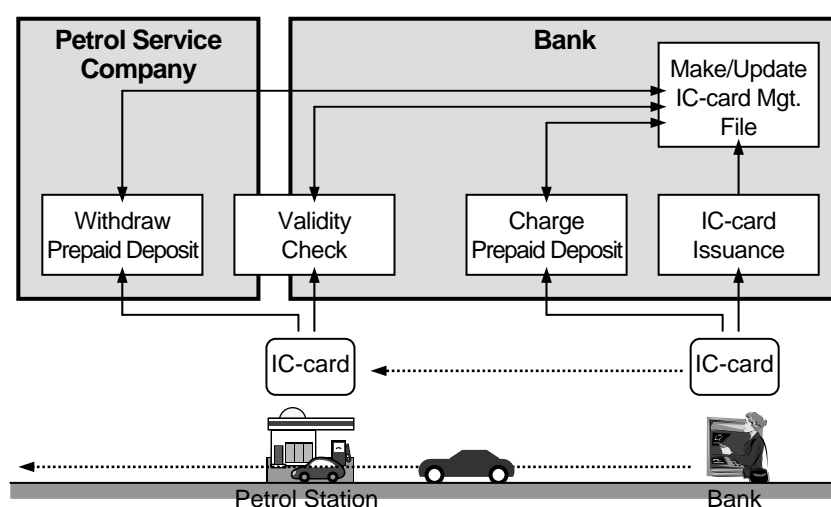 Petrol Service
Company
Bank
Make/Update
IC-card Mgt.
File
Withdraw
Prepaid Deposit
Validity
Check
Charge
Prepaid Deposit
IC-card
Issuance
IC-card
IC-card
Petrol Station
Bank